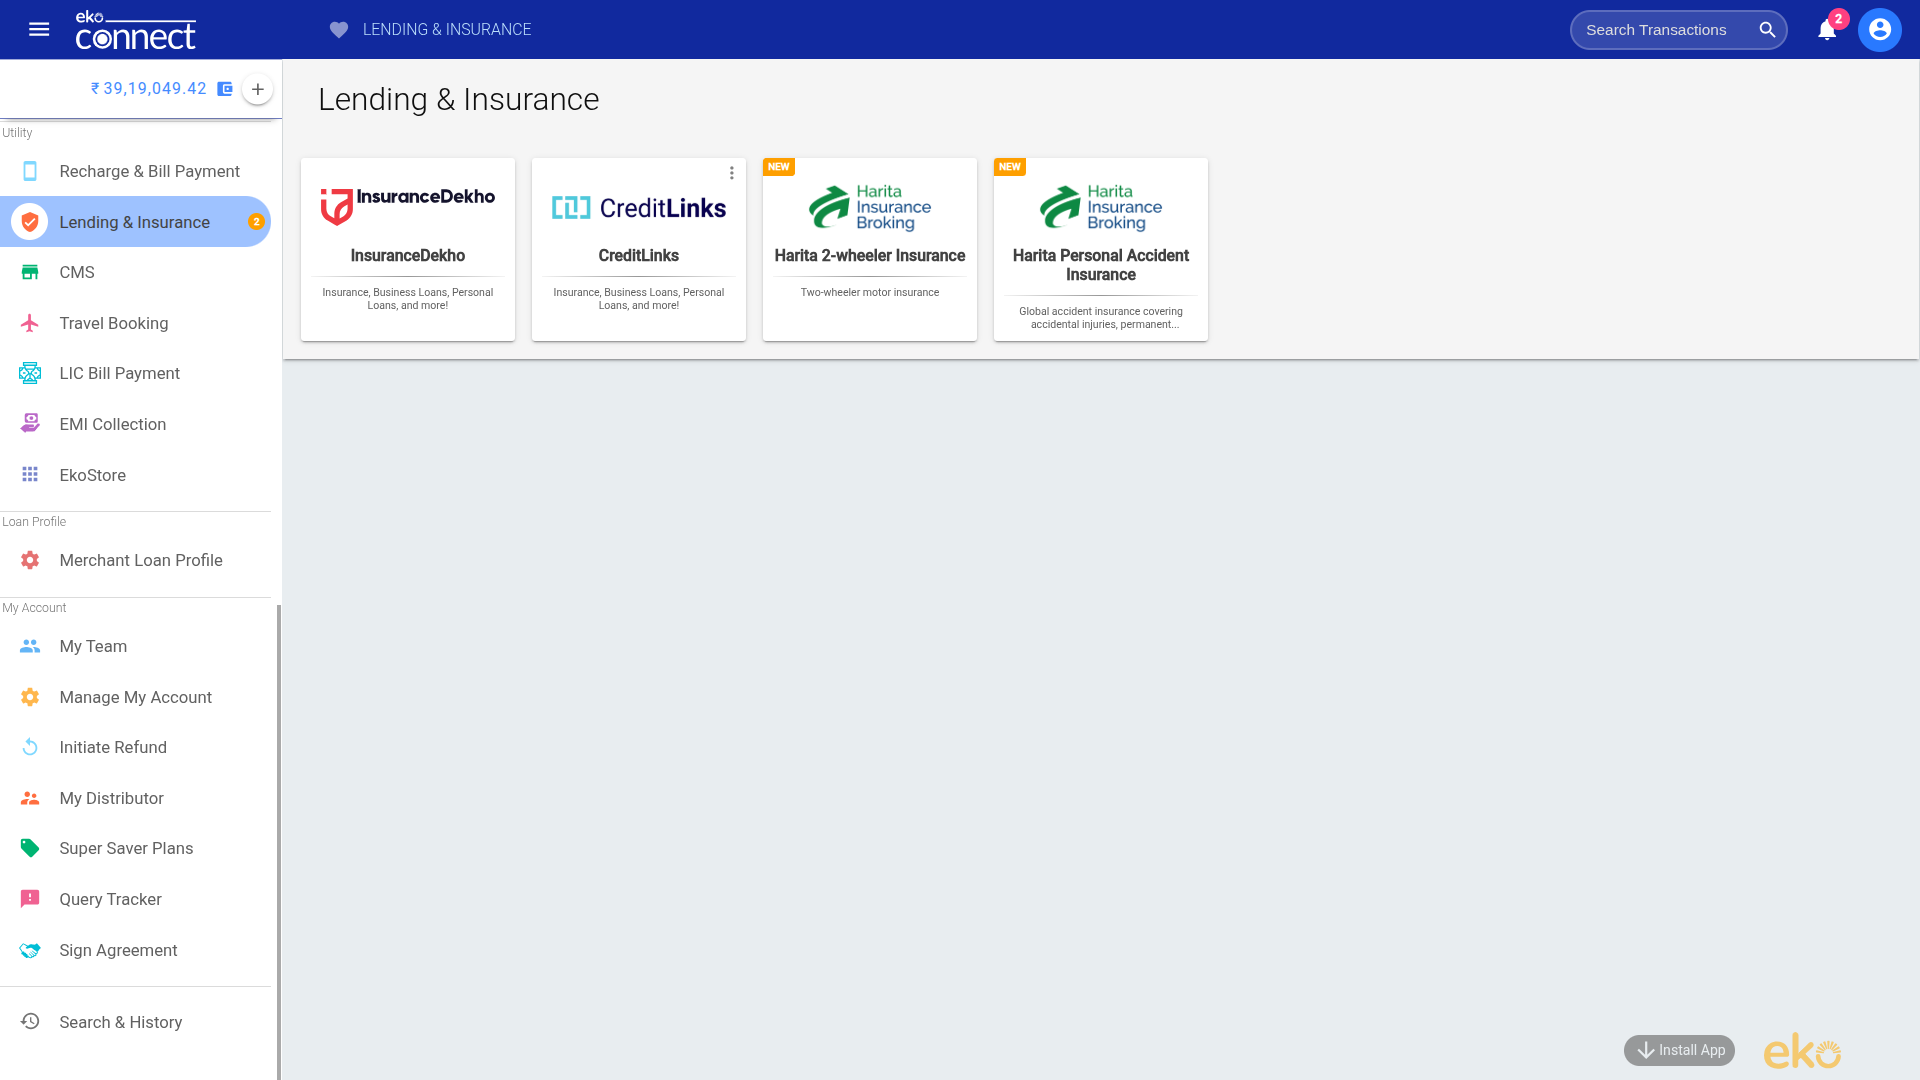 eko
connect
LENDING & INSURANCE
Search Transactions
2
₹ 39,19,049.42
Utility
Recharge & Bill Payment
Lending & Insurance
2
CMS
Travel Booking
LIC Bill Payment
EMI Collection
EkoStore
Loan Profile
Merchant Loan Profile
My Account
My Team
Manage My Account
Initiate Refund
My Distributor
Super Saver Plans
Query Tracker
Sign Agreement
Search & History
Lending & Insurance
InsuranceDekho
InsuranceDekho
Insurance, Business Loans, Personal
Loans, and more!
CreditLinks
CreditLinks
Insurance, Business Loans, Personal
Loans, and more!
NEW
Harita
Insurance
Broking
Harita 2-wheeler Insurance
Two-wheeler motor insurance
NEW
Harita
Insurance
Broking
Harita Personal Accident
Insurance
Global accident insurance covering
accidental injuries, permanent...
Install App
eko